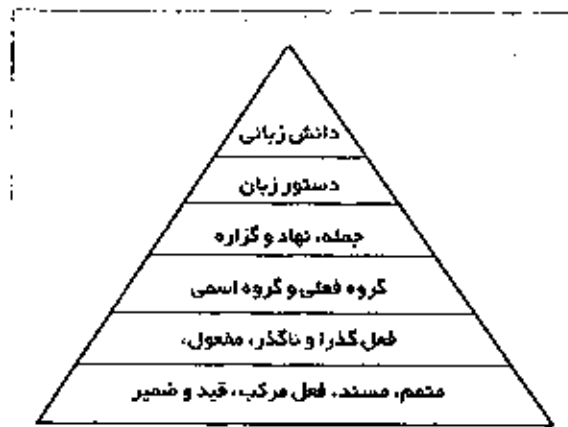 دانش زبانی
دستور زبان
جمله، نهاد و گزاره
گروه فعلی و گروه اسمی
فعل گذرا و ناگذر، مفعول،
متمم، مسند، فعل مرکب، قید و ضمیر